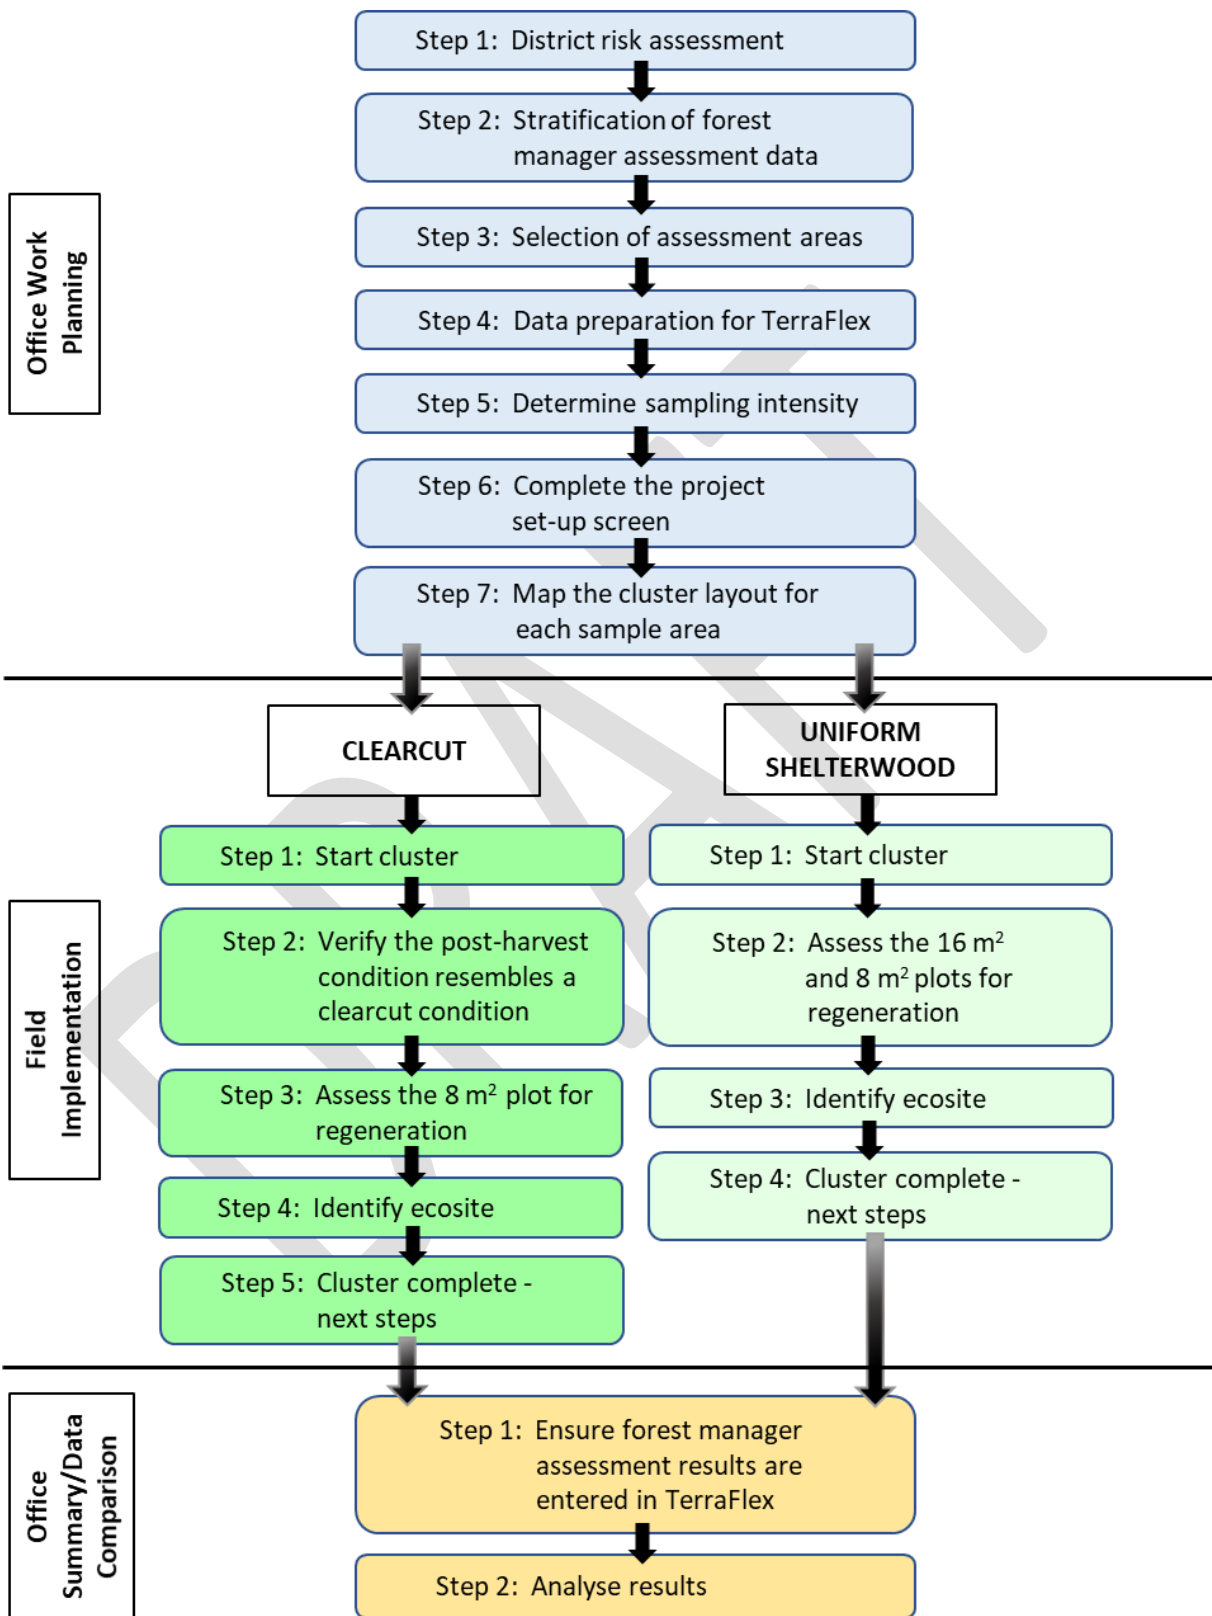 Step 1: District risk assessment
Step 2: Stratification of forest
manager assessment data
Step 3: Selection of assessment areas
Step 4: Data preparation for TerraFlex
Step 5: Determine sampling intensity
Step 6: Complete the project
set-up screen
Step 7: Map the cluster layout for
each sample area
Office Work
Planning
CLEARCUT
Step 1: Start cluster
Step 2: Verify the post-harvest
condition resembles a
clearcut condition
Step 3: Assess the 8 m² plot for
regeneration
Step 4: Identify ecosite
Step 5: Cluster complete -
next steps
UNIFORM
SHELTERWOOD
Step 1: Start cluster
Step 2: Assess the 16 m²
and 8 m² plots for
regeneration
Step 3: Identify ecosite
Step 4: Cluster complete -
next steps
Field
Implementation
Office
Summary/Data
Comparison
Step 1: Ensure forest manager
assessment results are
entered in TerraFlex
Step 2: Analyse results
DRAFT